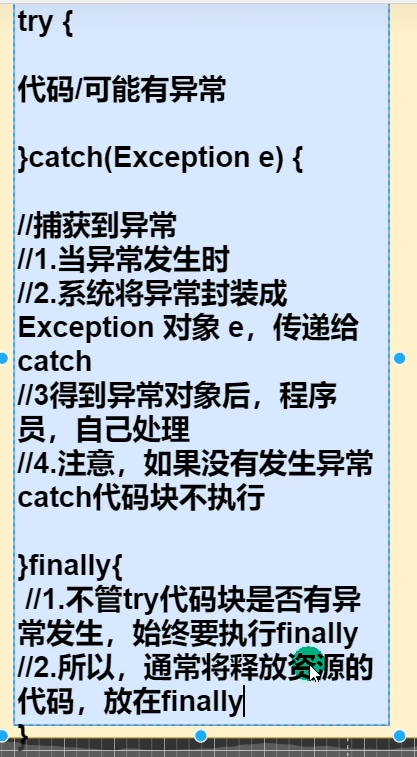 try {
代码/可能有异常
}catch(Exception e) {
//捕获到异常
//1.当异常发生时
//2.系统将异常封装成
Exception 对象 e，传递给
catch
//3得到异常对象后，程序
员，自己处理
//4.注意，如果没有发生异常
catch代码块不执行
}finally{
//1.不管try代码块是否有异
常发生，始终要执行finally
//2.所以，通常将释放资源的
代码，放在finally
}